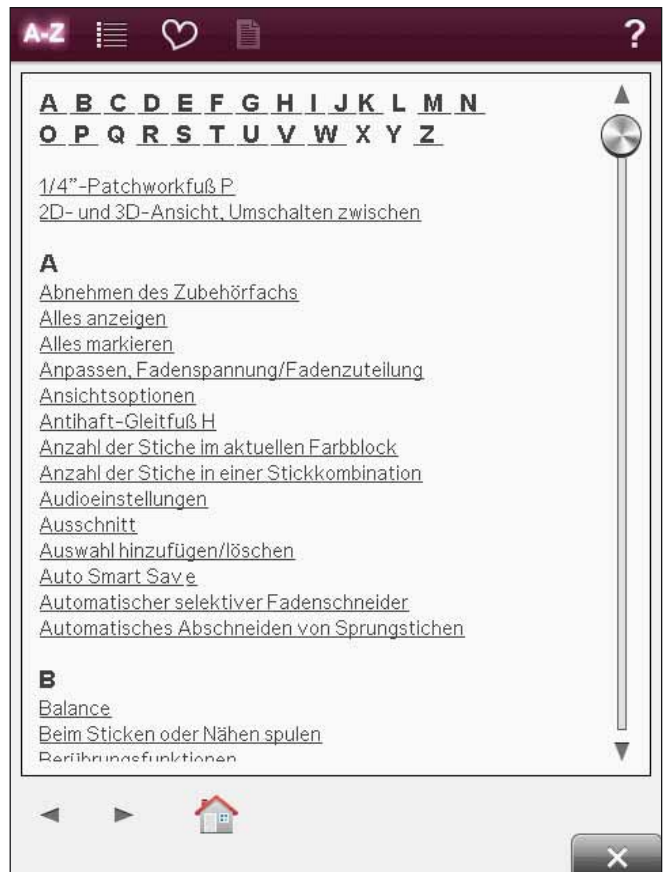 A-Z ?
A B C D E F G H I J K L M N
O P Q R S T U V W X Y Z
1/4”-Patchworkfuß P
2D- und 3D-Ansicht, Umschalten zwischen
A
Abnehmen des Zubehörfachs
Alles anzeigen
Alles markieren
Anpassen, Fadenspannung/Fadenzuteilung
Ansichtsoptionen
Antihaft-Gleitfuß H
Anzahl der Stiche im aktuellen Farbblock
Anzahl der Stiche in einer Stickkombination
Audioeinstellungen
Ausschnitt
Auswahl hinzufügen/löschen
Auto Smart Save
Automatischer selektiver Fadenschneider
Automatisches Abschneiden von Sprungstichen
B
Balance
Beim Sticken oder Nähen spulen
Berührungsfunktionen